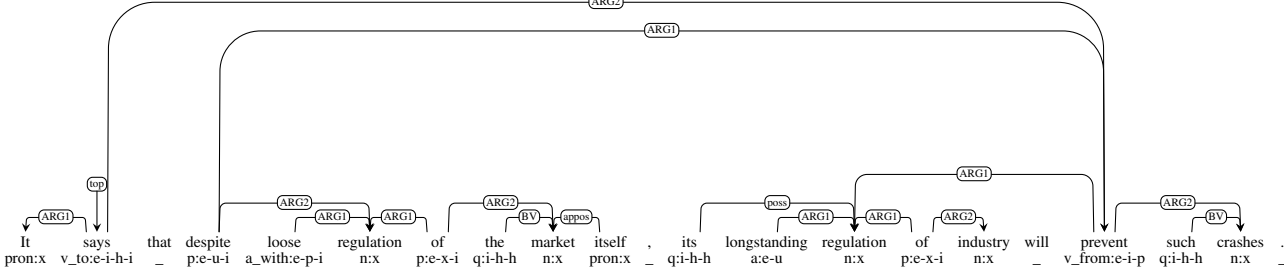 ARG2
ARG1
top
ARG1
ARG2 ARG1 ARG1 ARG2 BV appos poss ARG1 ARG1 ARG2 ARG2 BV
It says that despite loose regulation of the market itself , its longstanding regulation of industry will prevent such crashes .
pron:x v_to:e-i-h-i _ p:e-u-i a_with:e-p-i n:x p:e-x-i q:i-h-h n:x pron:x _ q:i-h-h a:e-u n:x p:e-x-i n:x _ v_from:e-i-p q:i-h-h n:x _